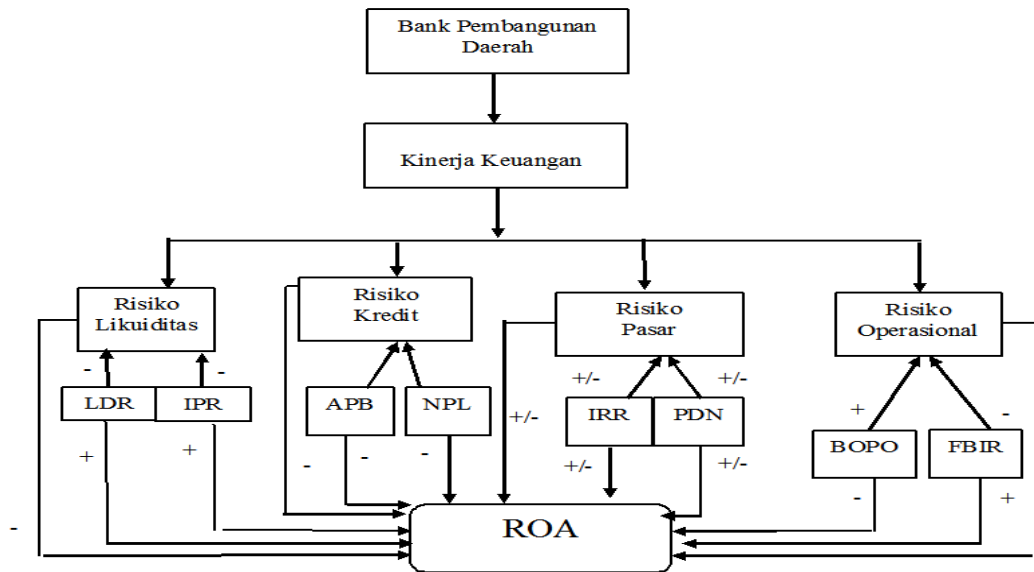 Bank Pembangunan
Daerah
Kinerja Keuangan
Risiko
Likuiditas
Risiko
Kredit
Risiko
Pasar
Risiko
Operasional
- - +/- +/-
LDR IPR APB NPL IRR PDN
+/- + -
BOPO FBIR
+ + - - - +/- +/-
- +
-
ROA